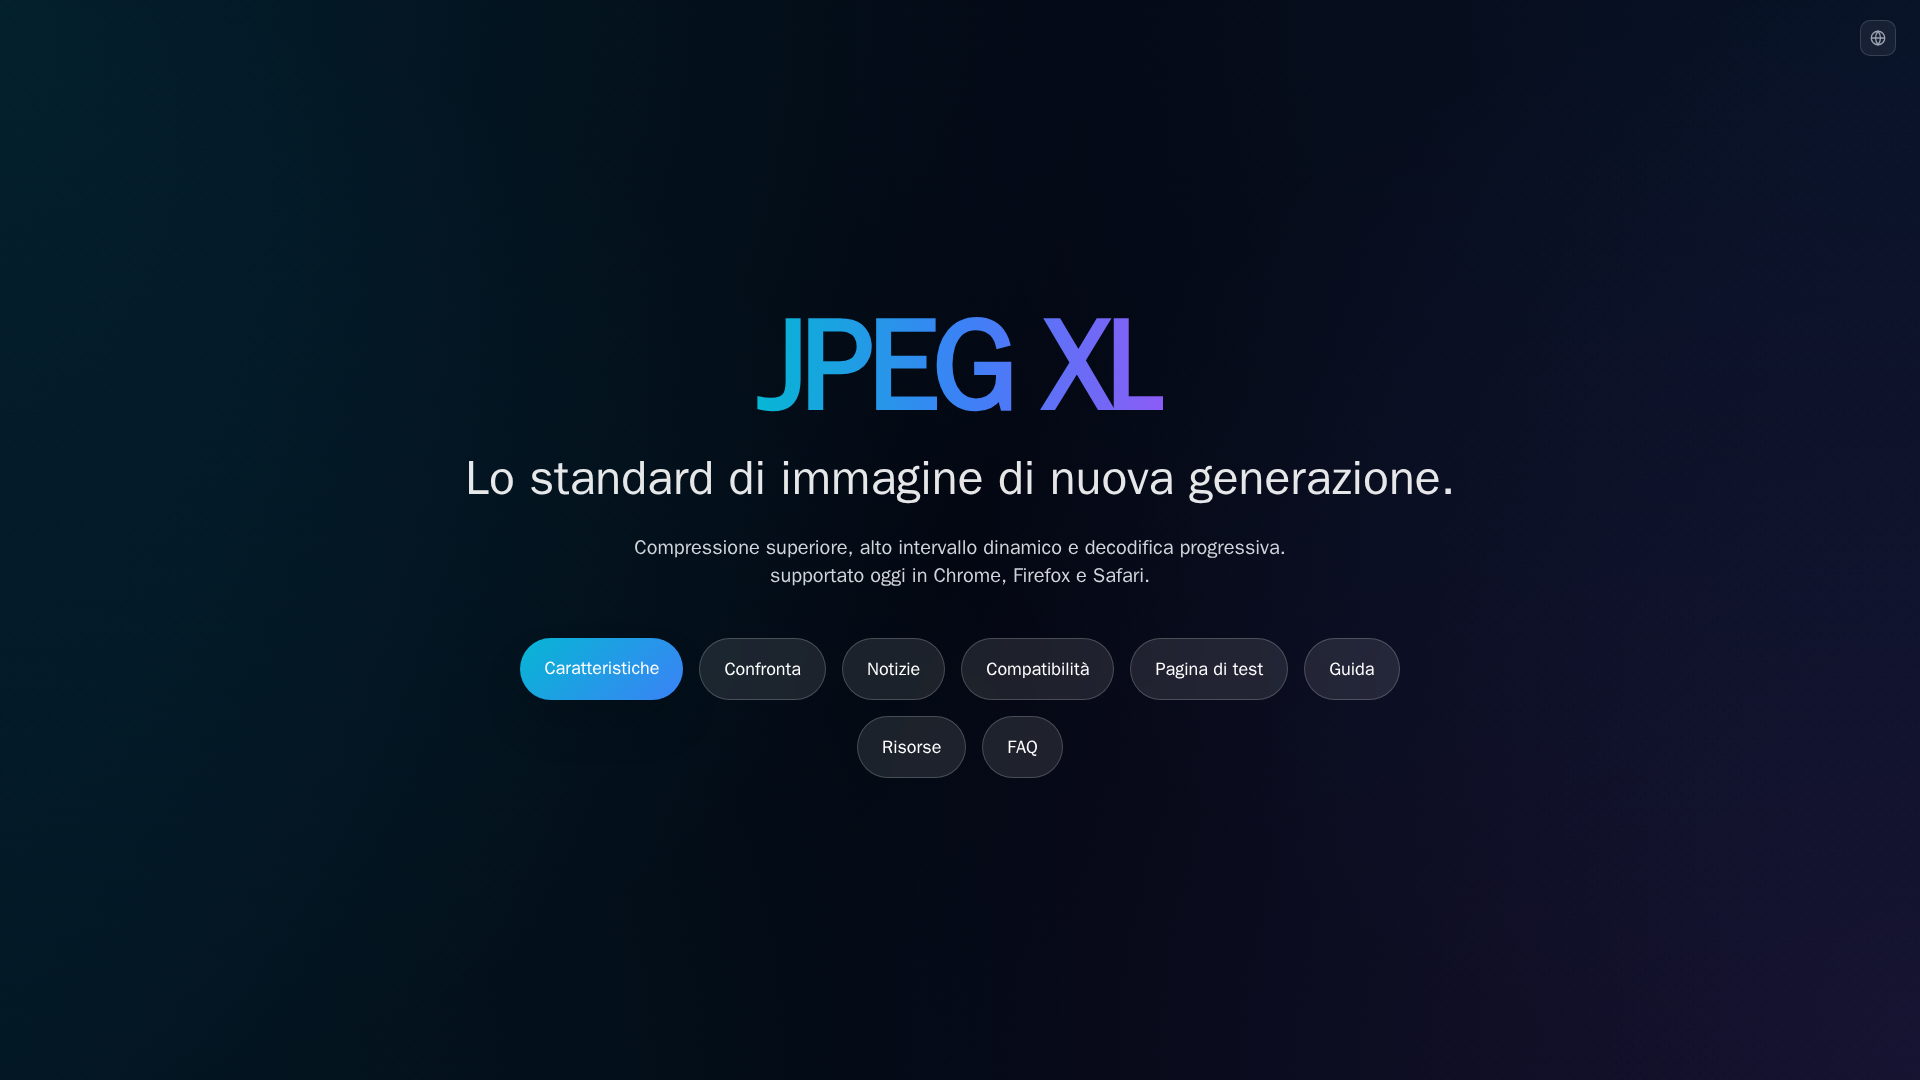 JPEG XL
Lo standard di immagine di nuova generazione.
Compressione superiore, alto intervallo dinamico e decodifica progressiva.
supportato oggi in Chrome, Firefox e Safari.
Caratteristiche
Confronta
Notizie
Compatibilità
Pagina di test
Guida
Risorse
FAQ